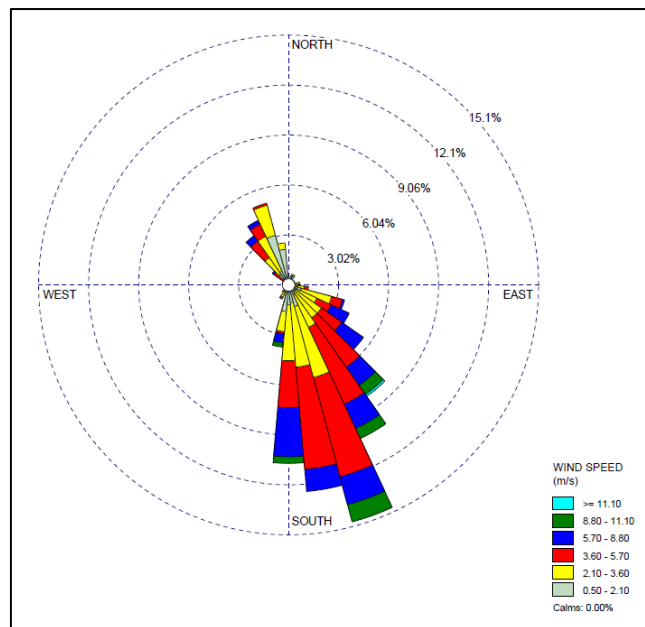 NORTH
15.1%
12.1%
9.06%
6.04%
3.02%
WEST
EAST
SOUTH
WIND SPEED
(m/s)
>= 11.10
8.80 - 11.10
5.70 - 8.80
3.60 - 5.70
2.10 - 3.60
0.50 - 2.10
Calms: 0.00%